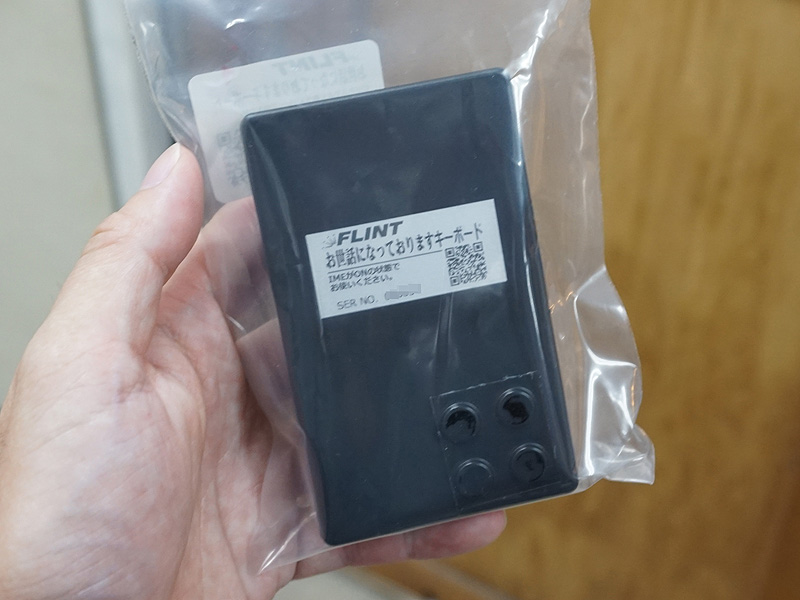 FLINT
お世話になっておりますキーボード
IMEがONの状態で
お使いください。
SER NO.
FLINT